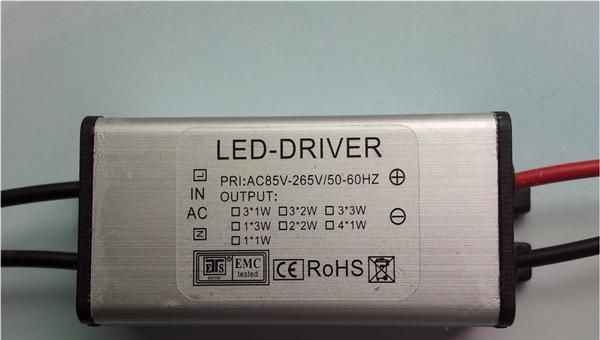 LED-DRIVER
L
IN
AC
N
PRI:AC85V-265V/50-60HZ
OUTPUT:
□ 3*1W □ 3*2W □ 3*3W
□ 1*3W □ 2*2W □ 4*1W
□ 1*1W
⊕
⊖
ETS
EMC
tested
CE
RoHS